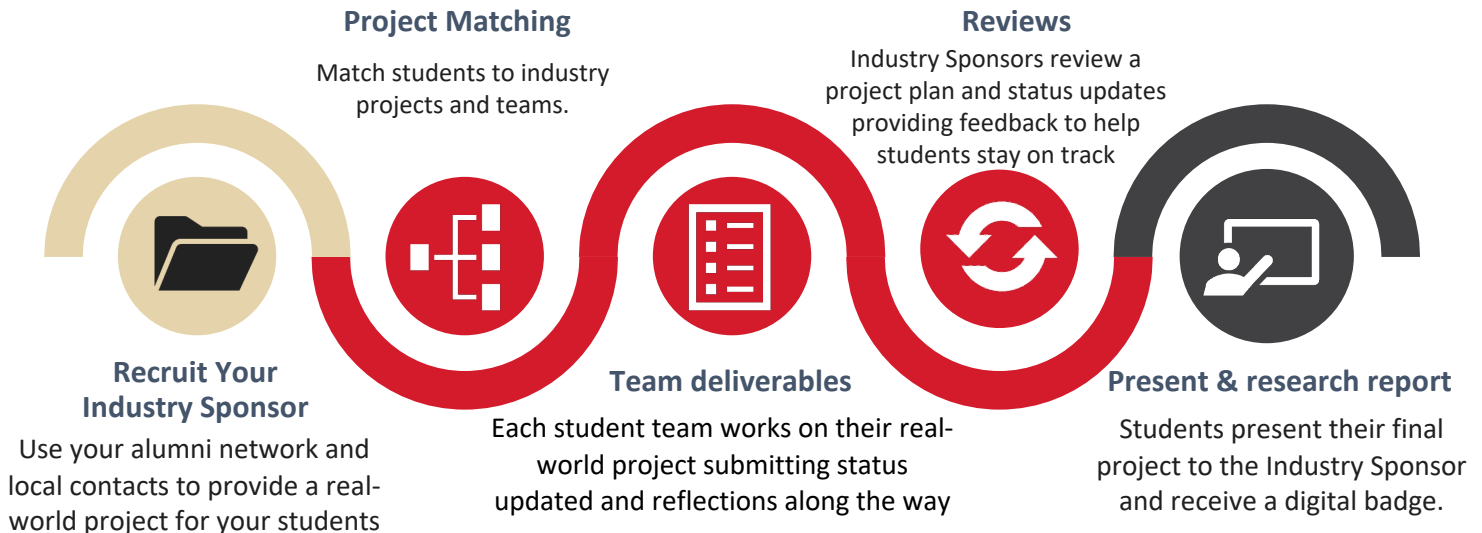 Recruit Your
Industry Sponsor
Use your alumni network and
local contacts to provide a real-
world project for your students
Project Matching
Match students to industry
projects and teams.
Team deliverables
Each student team works on their real-
world project submitting status
updated and reflections along the way
Reviews
Industry Sponsors review a
project plan and status updates
providing feedback to help
students stay on track
Present & research report
Students present their final
project to the Industry Sponsor
and receive a digital badge.